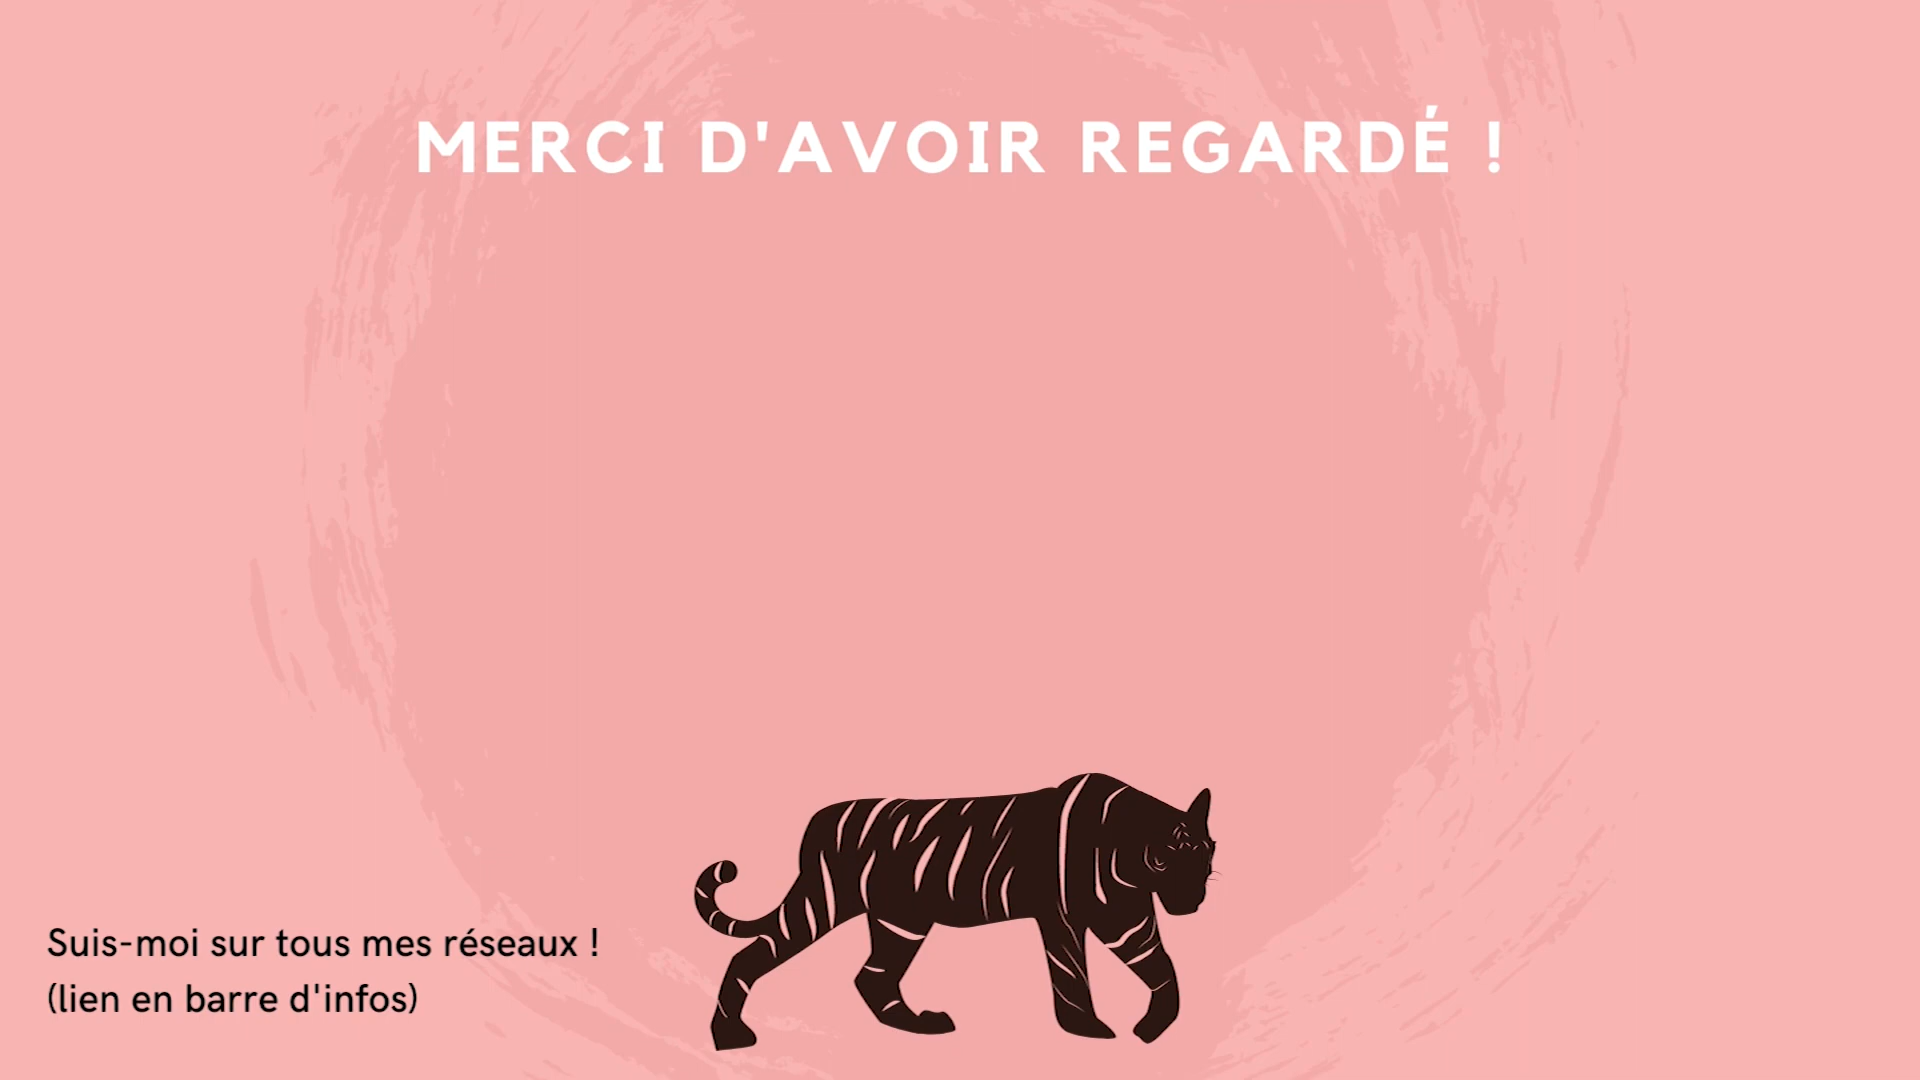 MERCI D'AVOIR REGARDÉ !
Suis-moi sur tous mes réseaux !
(lien en barre d'infos)